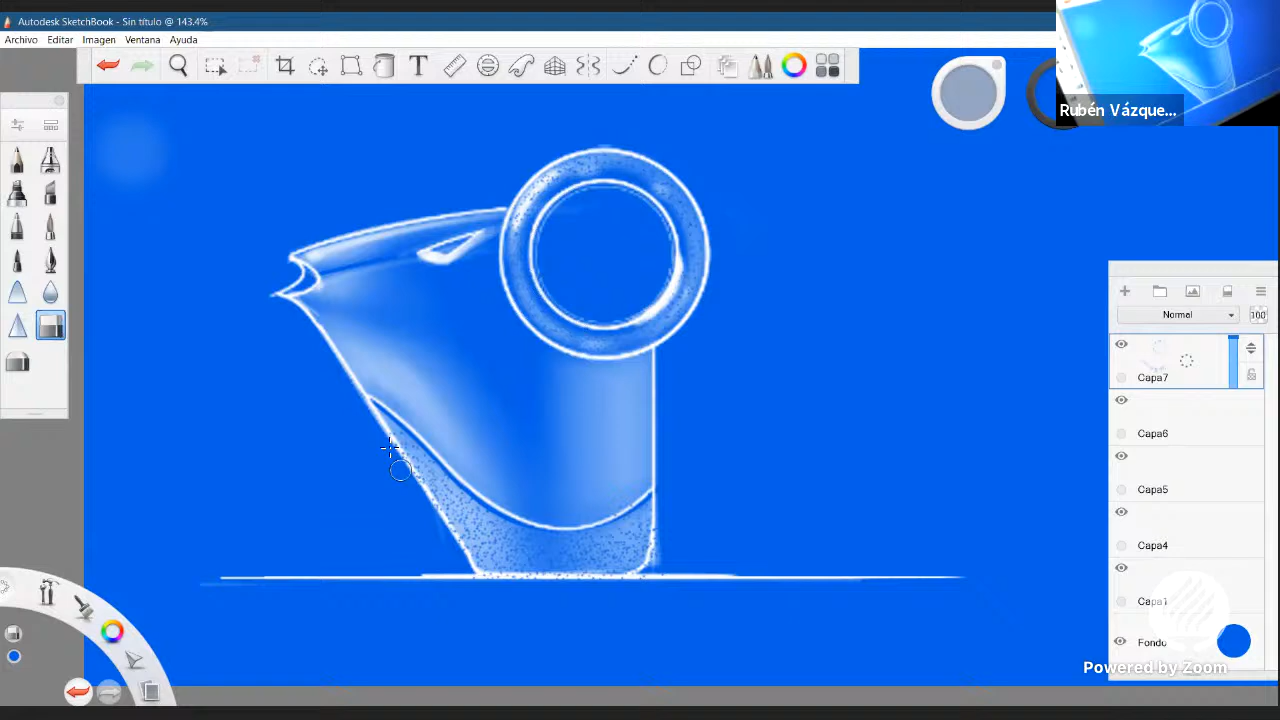 Autodesk SketchBook - Sin título @ 143.4%
Archivo Editar Imagen Ventana Ayuda
T
Rubén Vázque...
Normal 100
Capa7
Capa6
Capa5
Capa4
Capa1
Fondo
Powered by Zoom